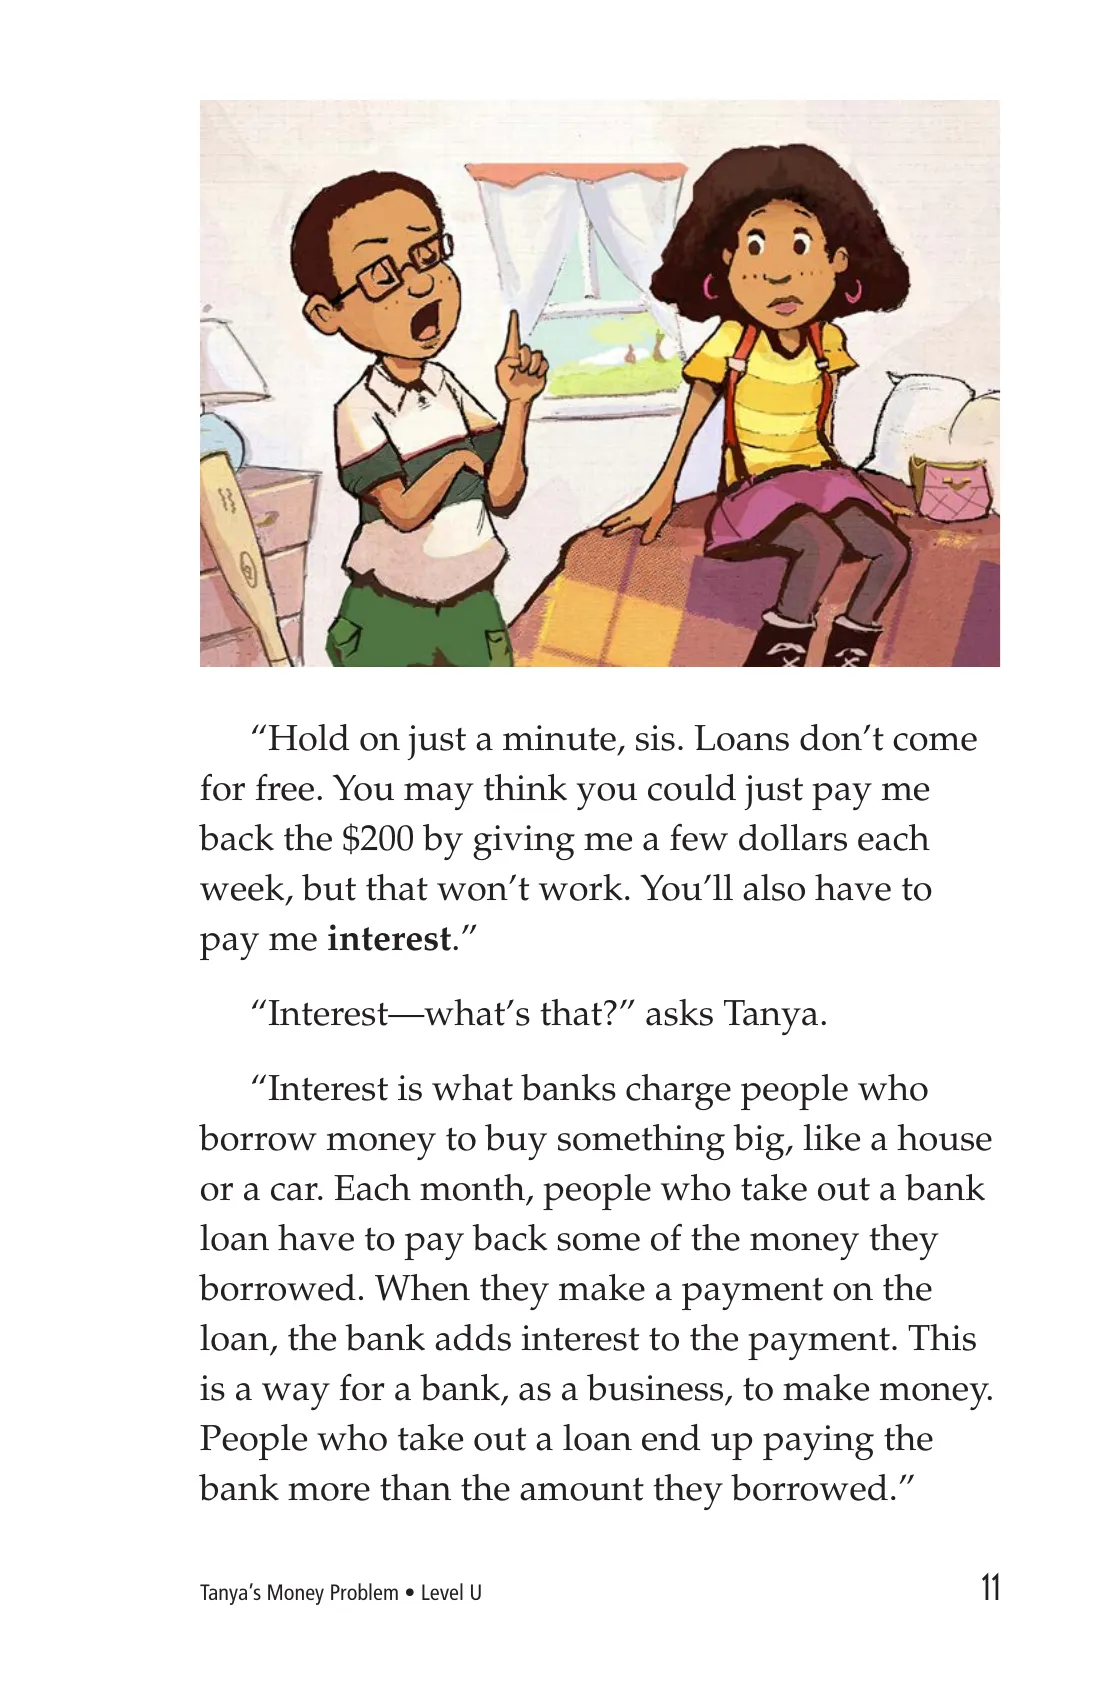 “Hold on just a minute, sis. Loans don’t come
for free. You may think you could just pay me
back the $200 by giving me a few dollars each
week, but that won’t work. You’ll also have to
pay me interest.”
“Interest—what’s that?” asks Tanya.
“Interest is what banks charge people who
borrow money to buy something big, like a house
or a car. Each month, people who take out a bank
loan have to pay back some of the money they
borrowed. When they make a payment on the
loan, the bank adds interest to the payment. This
is a way for a bank, as a business, to make money.
People who take out a loan end up paying the
bank more than the amount they borrowed.”
Tanya’s Money Problem • Level U
11